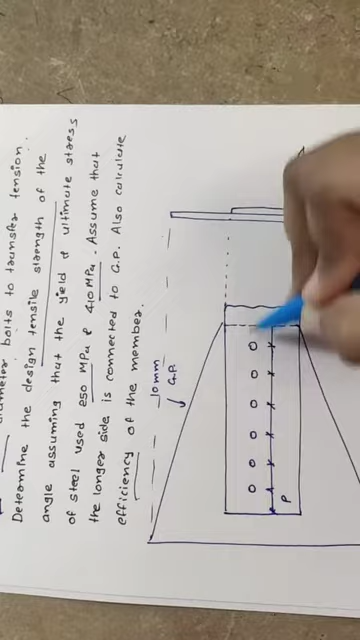 diameter bolts to transfer tension.
Determine the design tensile strength of the
angle assuming that the yield & ultimate stress
of steel used 250 MPa & 410 MPa. Assume that
the longer side is connected to G.P. Also calculate
efficiency of the member.
10mm
G.P.
P